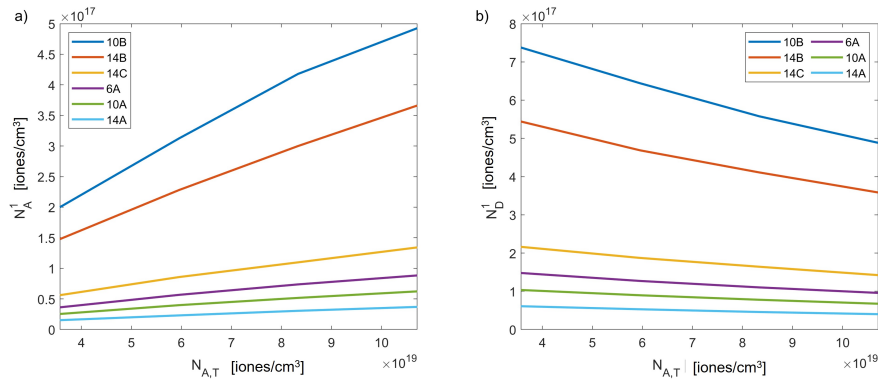 a)
×10^17
5
4.5
4
3.5
3
2.5
2
1.5
1
0.5
0
N_A^1 [iones/cm³]
10B
14B
14C
6A
10A
14A
4 5 6 7 8 9 10
×10^19
N_A,T [iones/cm³]
b)
×10^17
8
7
6
5
4
3
2
1
0
N_D^1 [iones/cm³]
10B 6A
14B 10A
14C 14A
4 5 6 7 8 9 10
×10^19
N_A,T [iones/cm³]